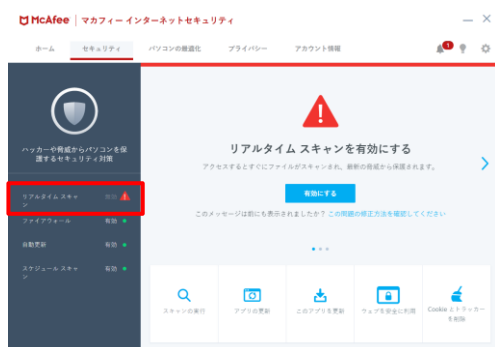 McAfee | マカフィー インターネットセキュリティ
ホーム セキュリティ パソコンの最適化 プライバシー アカウント情報 1
ハッカーや脅威からパソコンを保
護するセキュリティ対策
リアルタイム スキャ
ン
ファイアウォール 有効
自動更新 有効
スケジュール スキャ 有効
ン
リアルタイム スキャンを有効にする
アクセスするとすぐにファイルがスキャンされ、最新の脅威から保護されます。
有効にする
このメッセージは前にも表示されましたか? この問題の修正方法を確認してください
スキャンの実行
アプリの更新
このアプリを更新
ウェブを安全に利用
Cookie とトラッカー
を削除